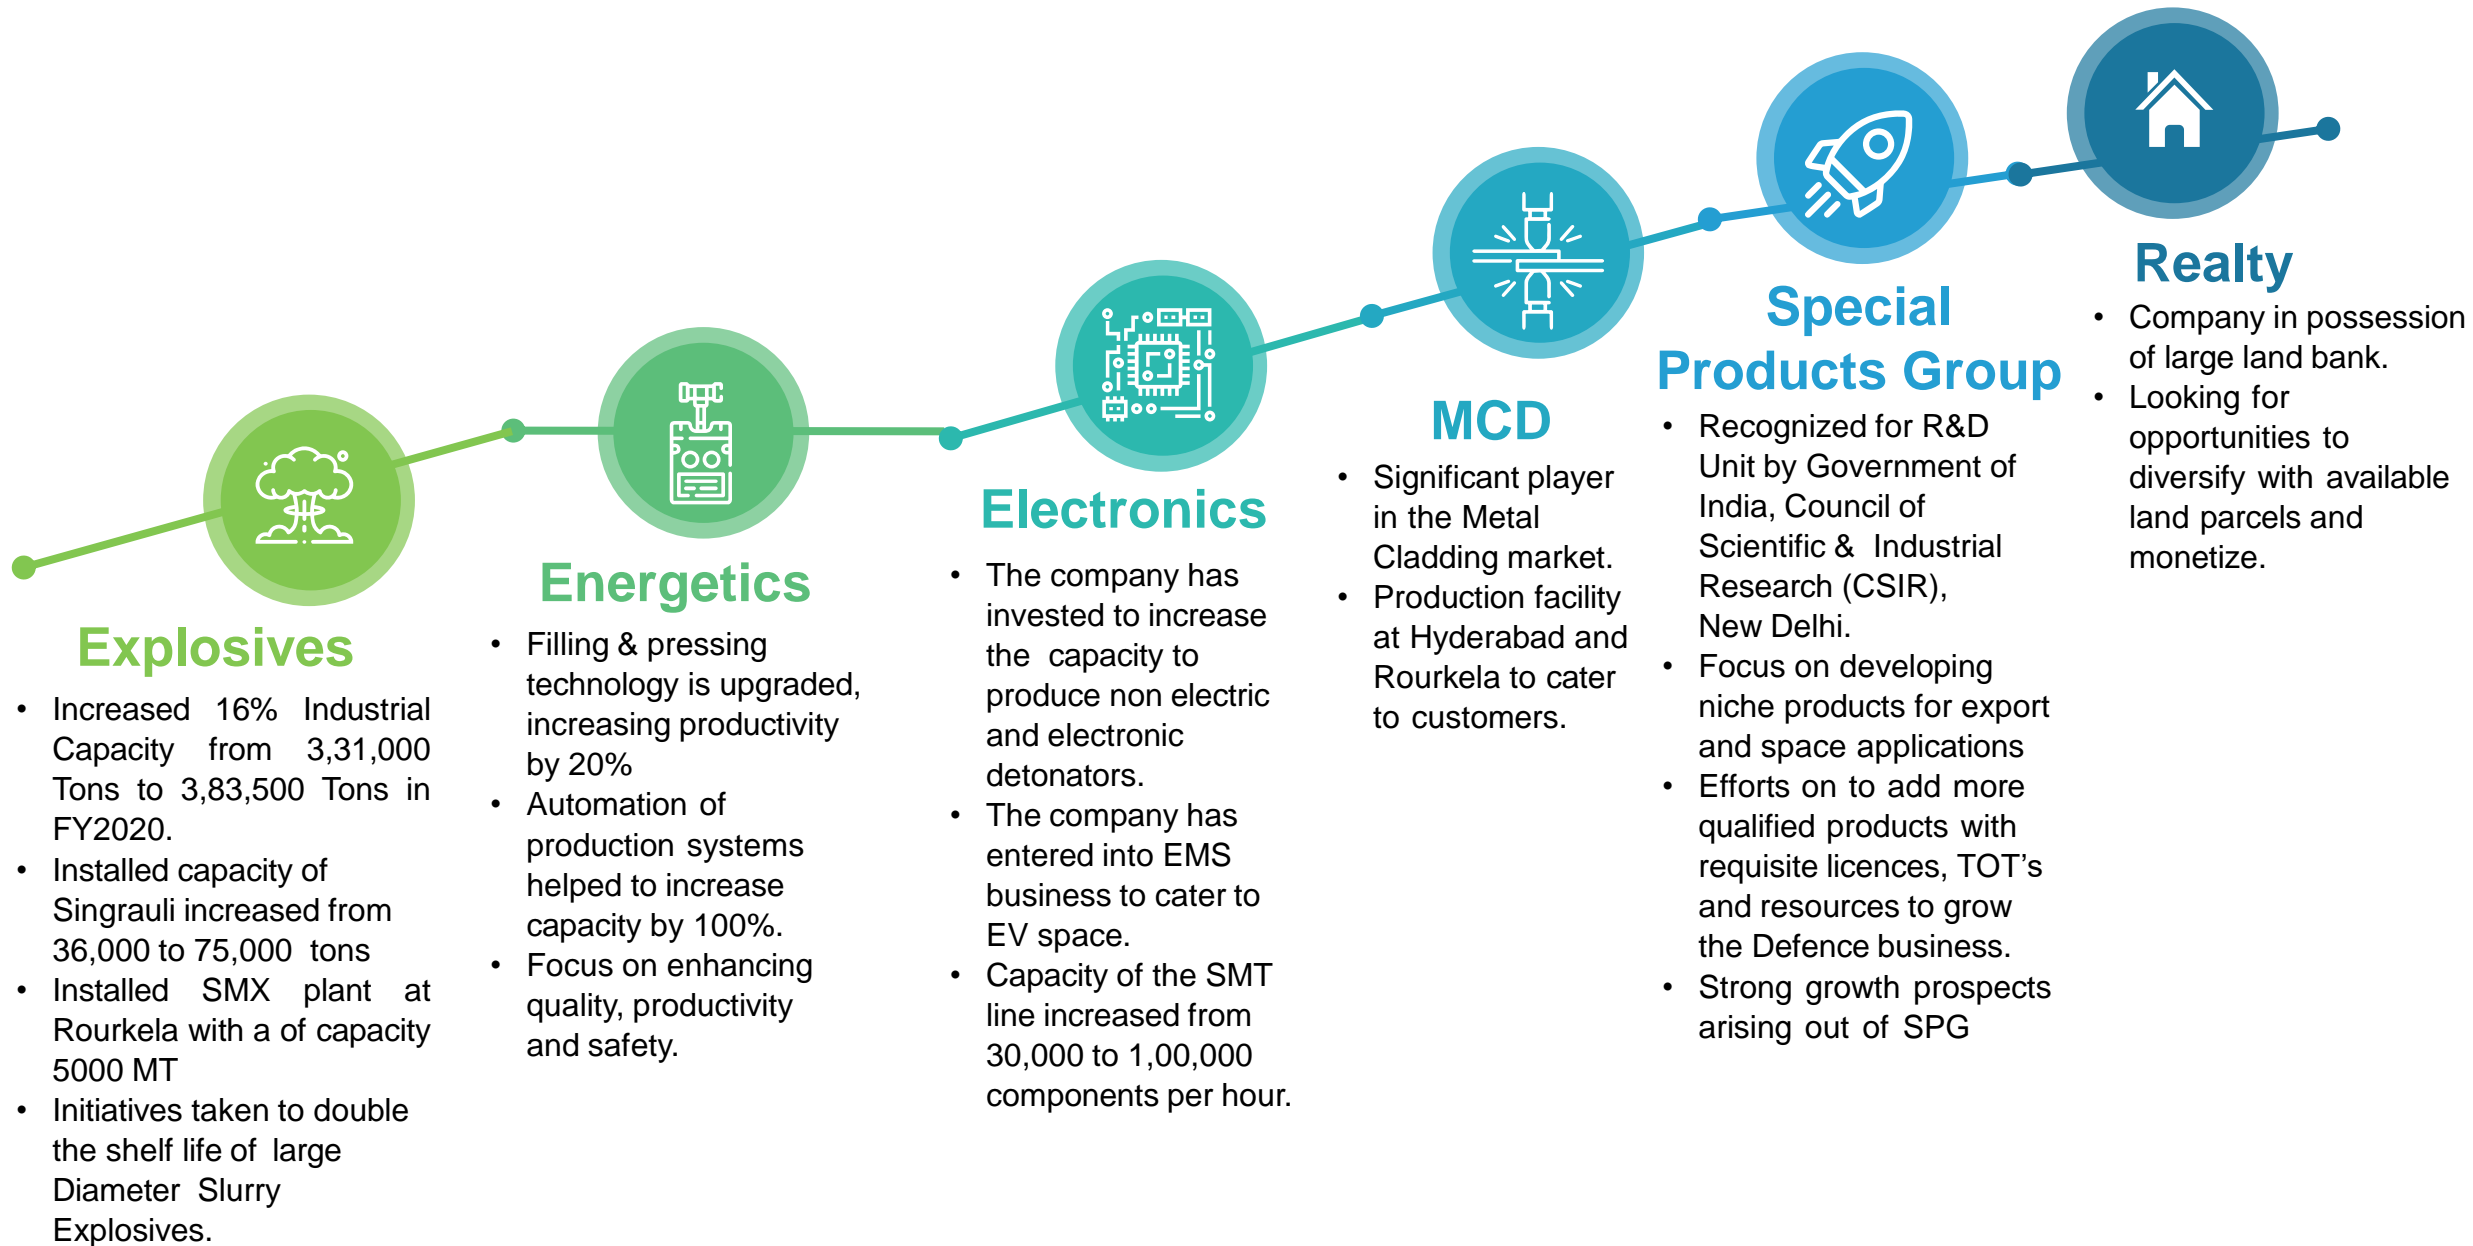 Explosives
• Increased 16% Industrial
Capacity from 3,31,000
Tons to 3,83,500 Tons in
FY2020.
• Installed capacity of
Singrauli increased from
36,000 to 75,000 tons
• Installed SMX plant at
Rourkela with a of capacity
5000 MT
• Initiatives taken to double
the shelf life of large
Diameter Slurry
Explosives.
Energetics
• Filling & pressing
technology is upgraded,
increasing productivity
by 20%
• Automation of
production systems
helped to increase
capacity by 100%.
• Focus on enhancing
quality, productivity
and safety.
Electronics
• The company has
invested to increase
the capacity to
produce non electric
and electronic
detonators.
• The company has
entered into EMS
business to cater to
EV space.
• Capacity of the SMT
line increased from
30,000 to 1,00,000
components per hour.
MCD
• Significant player
in the Metal
Cladding market.
• Production facility
at Hyderabad and
Rourkela to cater
to customers.
Special
Products Group
• Recognized for R&D
Unit by Government of
India, Council of
Scientific & Industrial
Research (CSIR),
New Delhi.
• Focus on developing
niche products for export
and space applications
• Efforts on to add more
qualified products with
requisite licences, TOT’s
and resources to grow
the Defence business.
• Strong growth prospects
arising out of SPG
Realty
• Company in possession
of large land bank.
• Looking for
opportunities to
diversify with available
land parcels and
monetize.